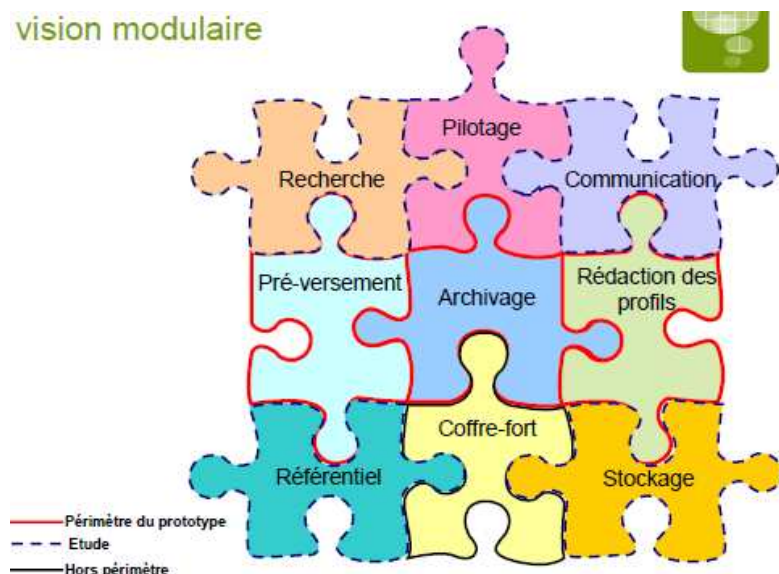 vision modulaire
Pilotage
Recherche
Communication
Pré-versement
Archivage
Rédaction des
profils
Coffre-fort
Référentiel
Stockage
Périmètre du prototype
Etude
Hors périmètre